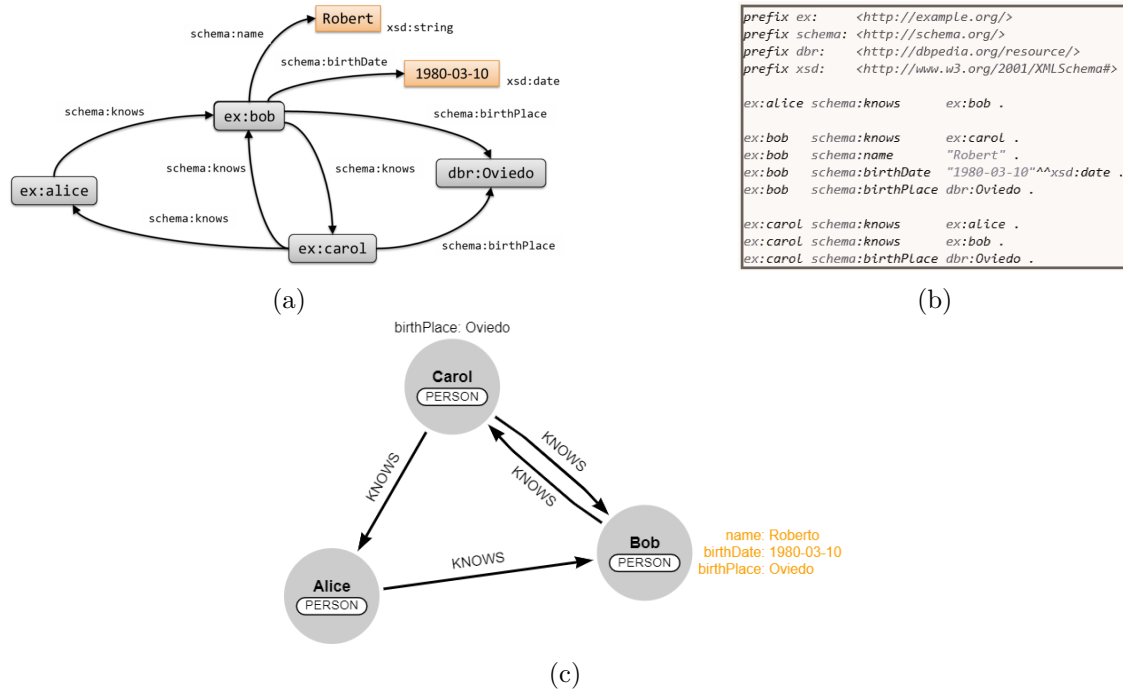 Robert
schema:name
xsd:string
schema:birthDate
1980-03-10
xsd:date
ex:bob
schema:birthPlace
schema:knows
schema:knows
schema:knows
dbr:Oviedo
ex:alice
schema:knows
ex:carol
schema:birthPlace
(a)
prefix ex: <http://example.org/>
prefix schema: <http://schema.org/>
prefix dbr: <http://dbpedia.org/resource/>
prefix xsd: <http://www.w3.org/2001/XMLSchema#>
ex:alice schema:knows ex:bob .
ex:bob schema:knows ex:carol .
ex:bob schema:name "Robert" .
ex:bob schema:birthDate "1980-03-10"^^xsd:date .
ex:bob schema:birthPlace dbr:Oviedo .
ex:carol schema:knows ex:alice .
ex:carol schema:knows ex:bob .
ex:carol schema:birthPlace dbr:Oviedo .
(b)
birthPlace: Oviedo
Carol
PERSON
KNOWS
KNOWS
KNOWS
KNOWS
Bob
PERSON
name: Roberto
birthDate: 1980-03-10
birthPlace: Oviedo
Alice
PERSON
(c)